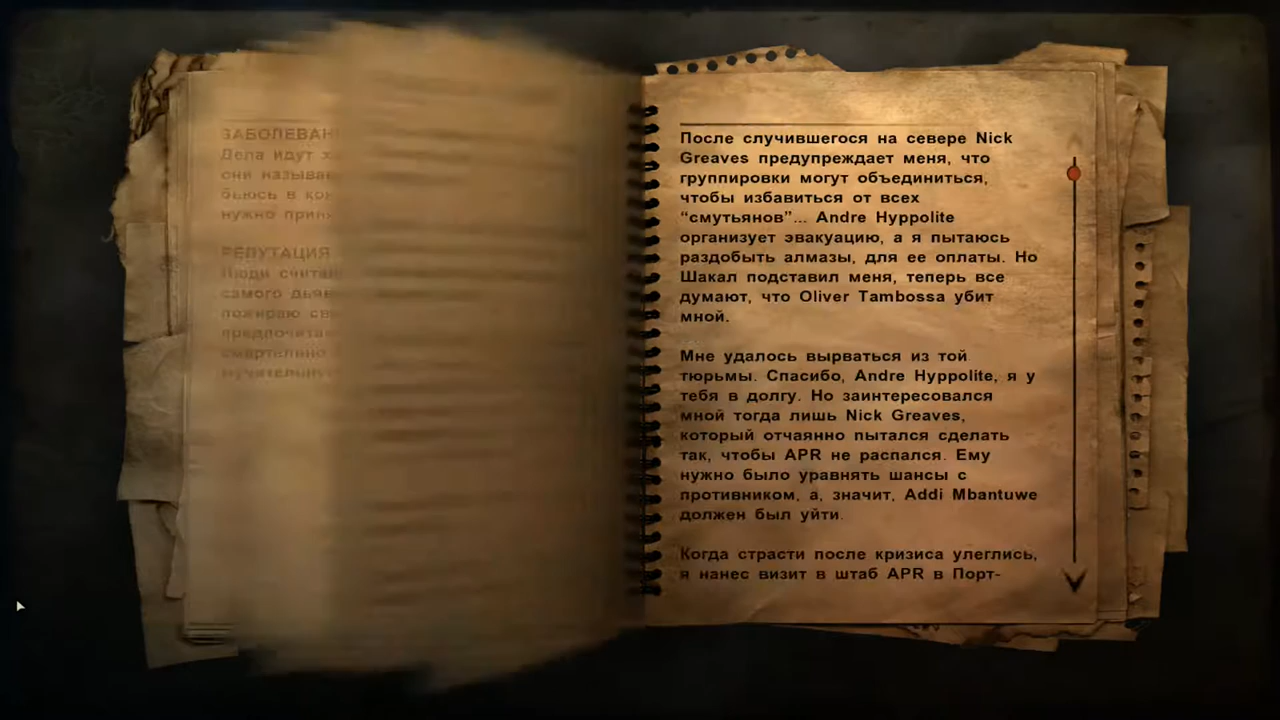 ЗАБОЛЕВАН
Дела идут х
они называе
бьюсь в кон
нужно прин
РЕПУТАЦИЯ
Люди счита
самого дьяв
пожираю св
предпочитае
смертельно
мучительну
После случившегося на севере Nick
Greaves предупреждает меня, что
группировки могут объединиться,
чтобы избавиться от всех
“смутьянов”... Andre Hyppolite
организует эвакуацию, а я пытаюсь
раздобыть алмазы, для ее оплаты. Но
Шакал подставил меня, теперь все
думают, что Oliver Tambossa убит
мной.
Мне удалось вырваться из той
тюрьмы. Спасибо, Andre Hyppolite, я у
тебя в долгу. Но заинтересовался
мной тогда лишь Nick Greaves,
который отчаянно пытался сделать
так, чтобы APR не распался. Ему
нужно было уравнять шансы с
противником, а, значит, Addi Mbantuwe
должен был уйти.
Когда страсти после кризиса улеглись,
я нанес визит в штаб APR в Порт-